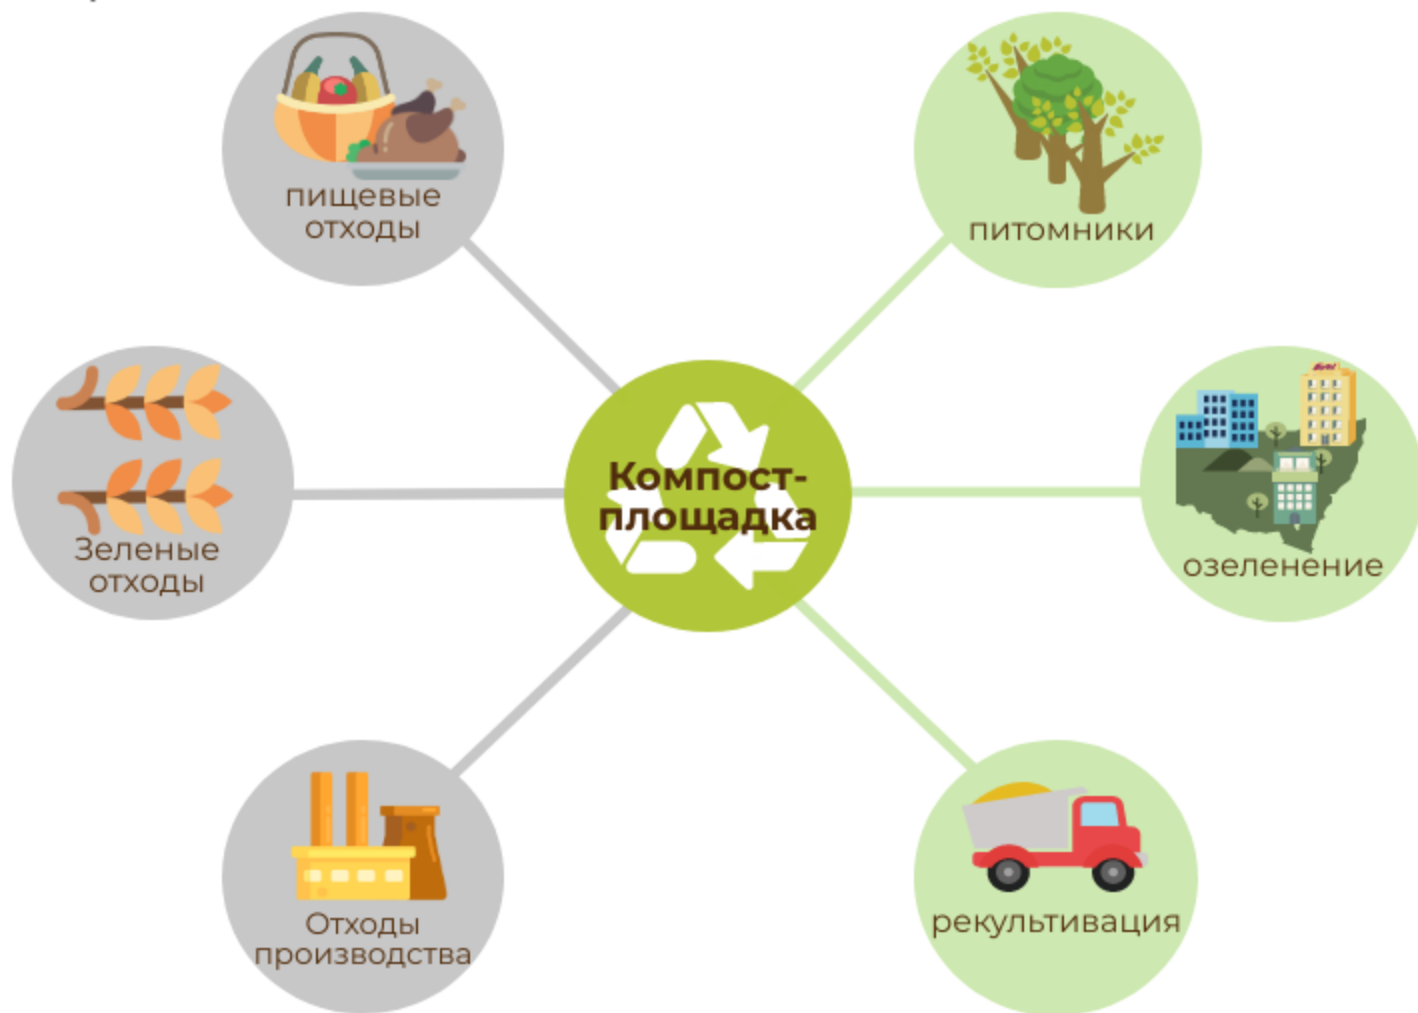 пищевые
отходы
питомники
Зеленые
отходы
Компост-
площадка
озеленение
Отходы
производства
рекультивация